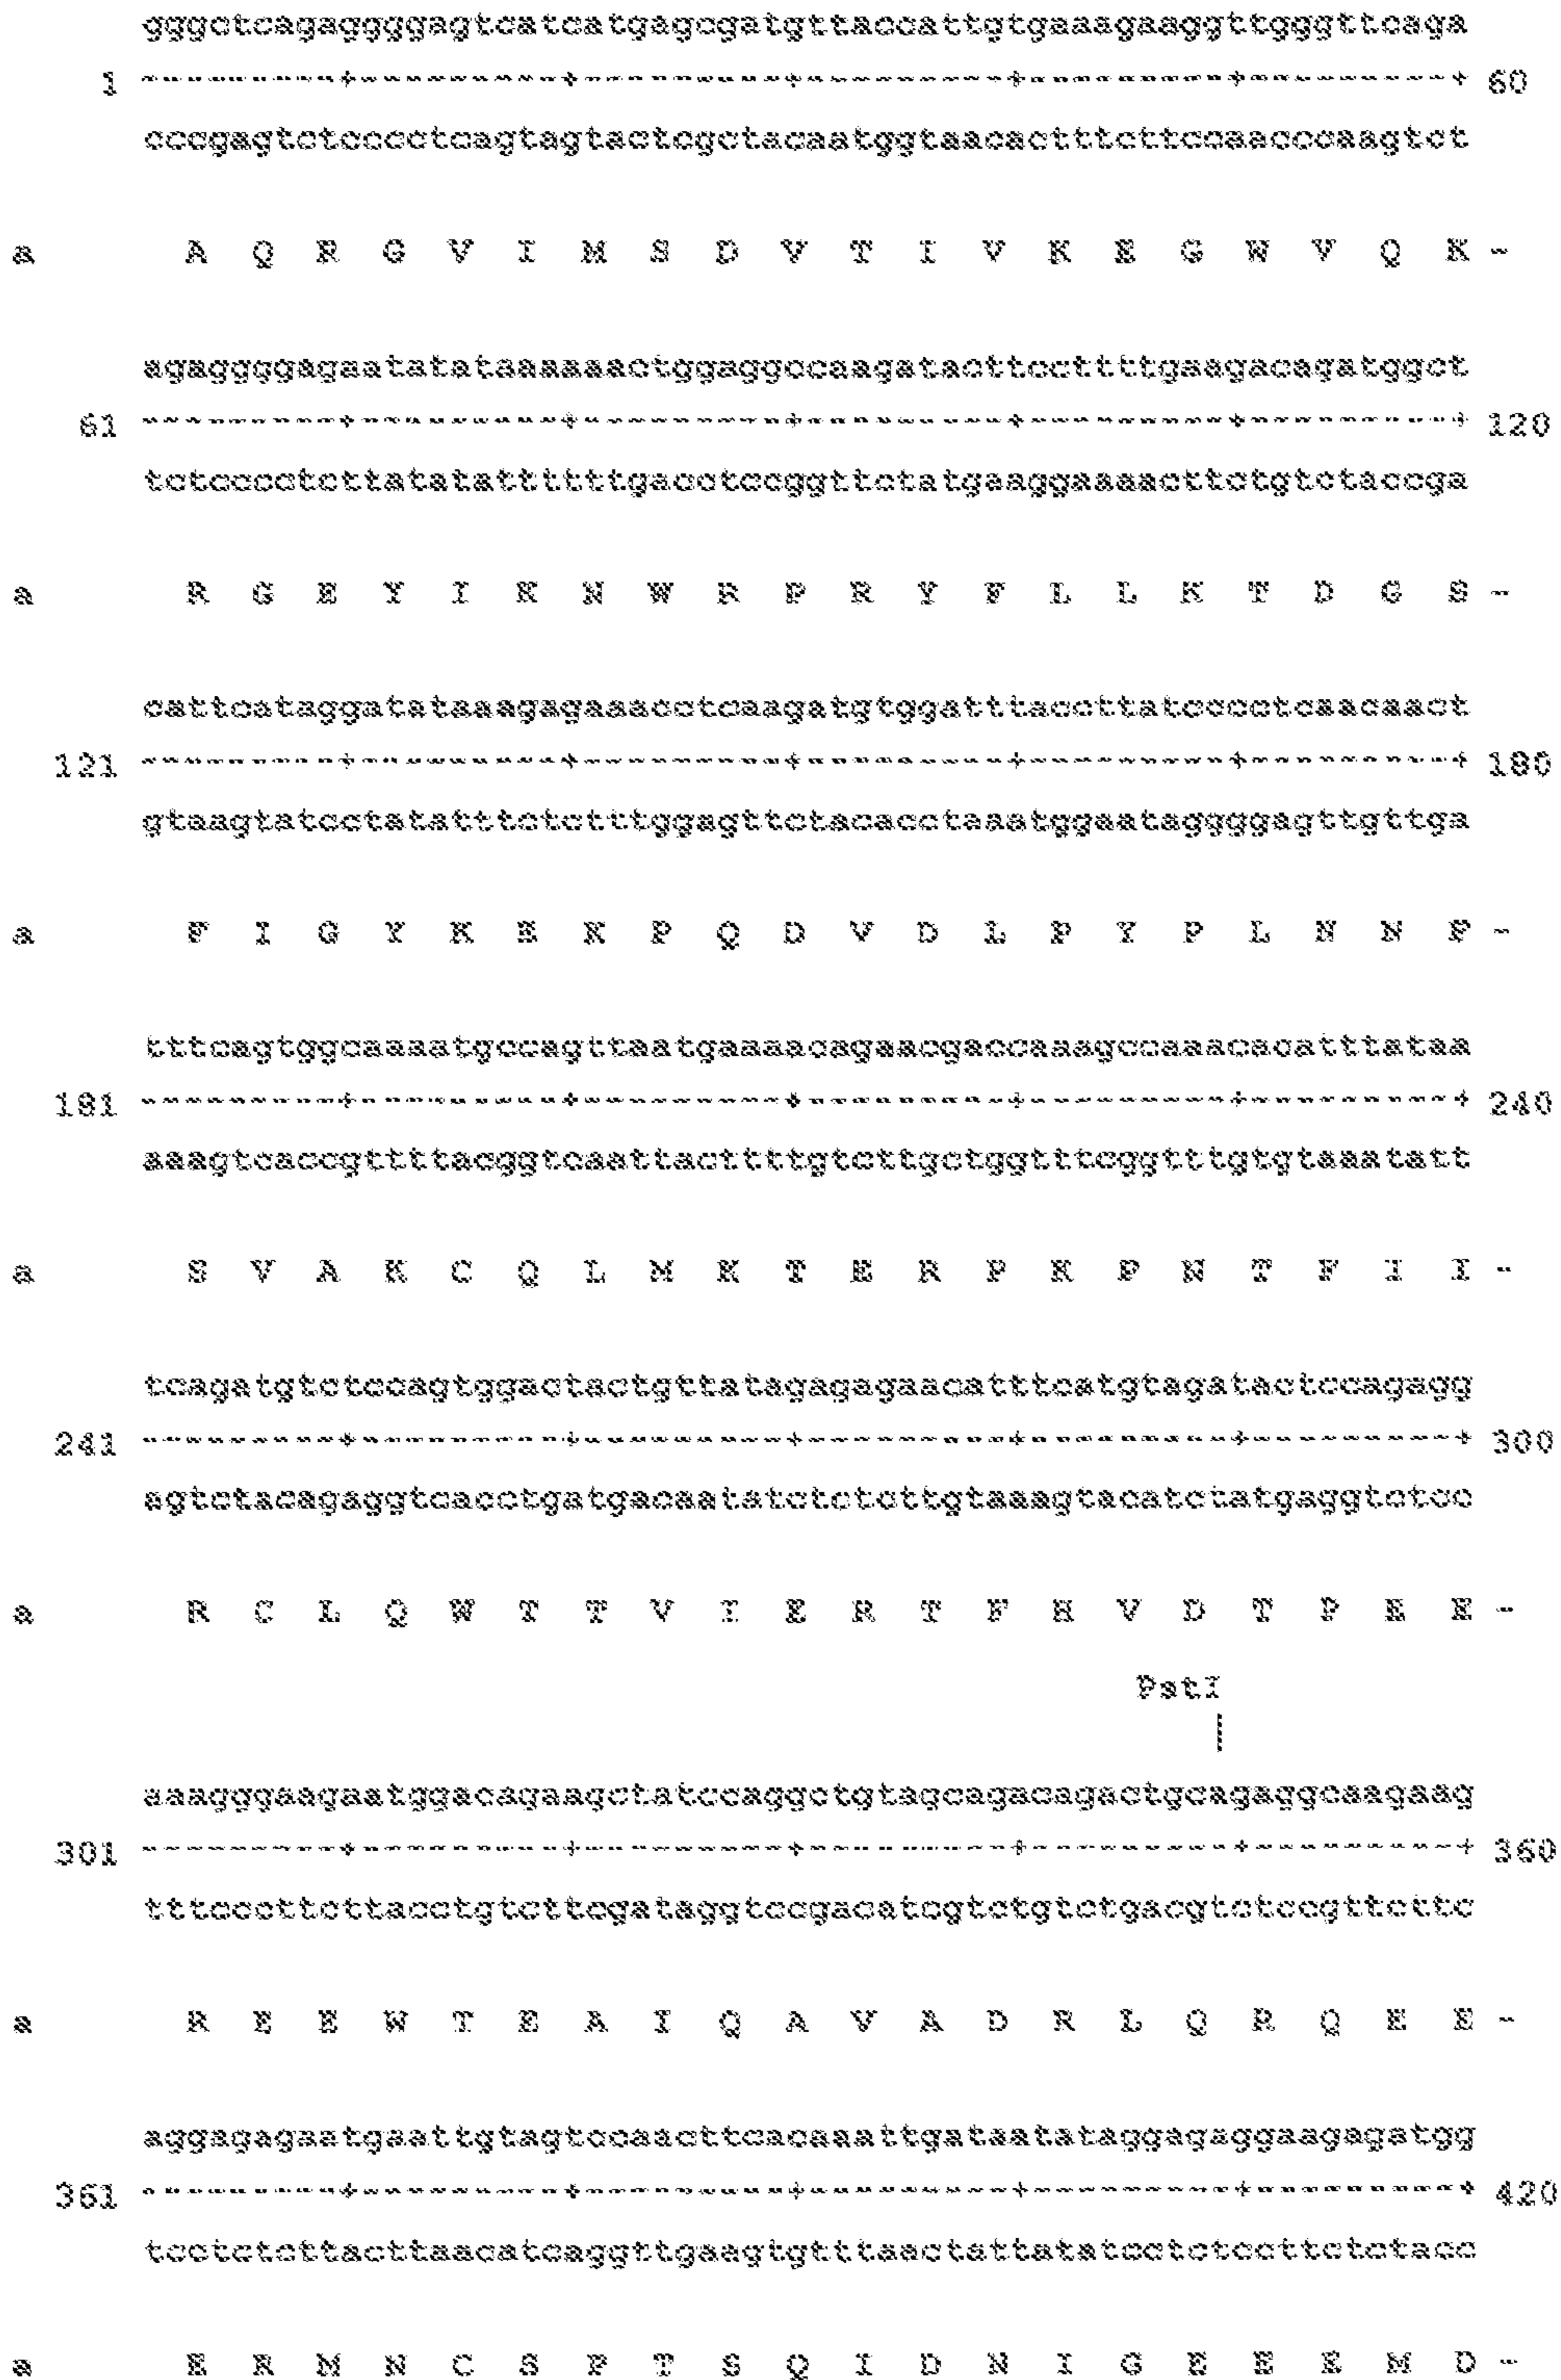 gggctcagaggggagtcatcatgagcgatgttaccattgtgaaagaaggttgggttcaga
1 ---------+---------+---------+---------+---------+---------+ 60
cccgagtctcccctcagtagtactcgctacaatggtaacactttcttccaacccaagtct
a A Q R G V I M S D V T I V K E G W V Q K -
agaggggagaatatataaaaaactggaggccaagatacttccttttgaagacagatggct
61 ---------+---------+---------+---------+---------+---------+ 120
tctcccctcttatatattttttgacctccggttctatgaaggaaaacttctgtctaccga
a R G E Y I K N W R P R Y F L L K T D G S -
cattcataggatataaagagaaacctcaagatgtggatttaccttatcccctcaacaact
121 ---------+---------+---------+---------+---------+---------+ 180
gtaagtatcctatatttctctttggagttctacacctaaatggaataggggagttgttga
a F I G Y K E K P Q D V D L P Y P L N N F -
tttcagtggcaaaatgccagttaatgaaaacagaacgaccaaagccaaacacatttataa
181 ---------+---------+---------+---------+---------+---------+ 240
aaagtcaccgttttacggtcaattacttttgtcttgctggtttcggtttgtgtaaatatt
a S V A K C Q L M K T E R P K P N T F I I -
tcagatgtctccagtggactactgttatagagagaacatttcatgtagatactccagagg
241 ---------+---------+---------+---------+---------+---------+ 300
agtctacagaggtcacctgatgacaatatctctcttgtaaagtacatctatgaggtctcc
a R C L Q W T T V I E R T F H V D T P E E -
PstI
|
aaagggaagaatggacagaagctatccaggctgtagcagacagactgcagaggcaagaag
301 ---------+---------+---------+---------+---------+---------+ 360
tttcccttcttacctgtcttcgataggtccgacatcgtctgtctgacgtctccgttcttc
a R E E W T E A I Q A V A D R L Q R Q E E -
aggagagaatgaattgtagtccaacttcacaaattgataatataggagaggaagagatgg
361 ---------+---------+---------+---------+---------+---------+ 420
tcctctcttacttaacatcaggttgaagtgtttaactattatatcctctccttctctacc
a E R M N C S P T S Q I D N I G E E E M D -